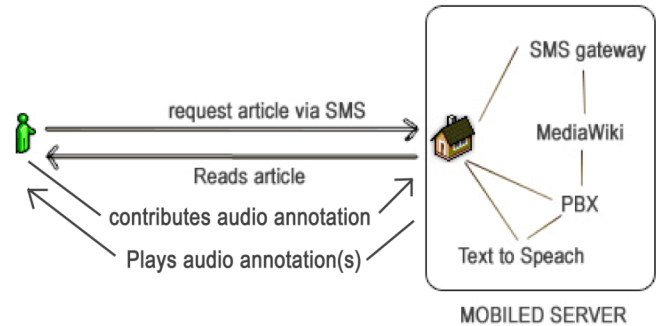 SMS gateway
request article via SMS
MediaWiki
Reads article
PBX
contributes audio annotation
Text to Speach
Plays audio annotation(s)
MOBILED SERVER